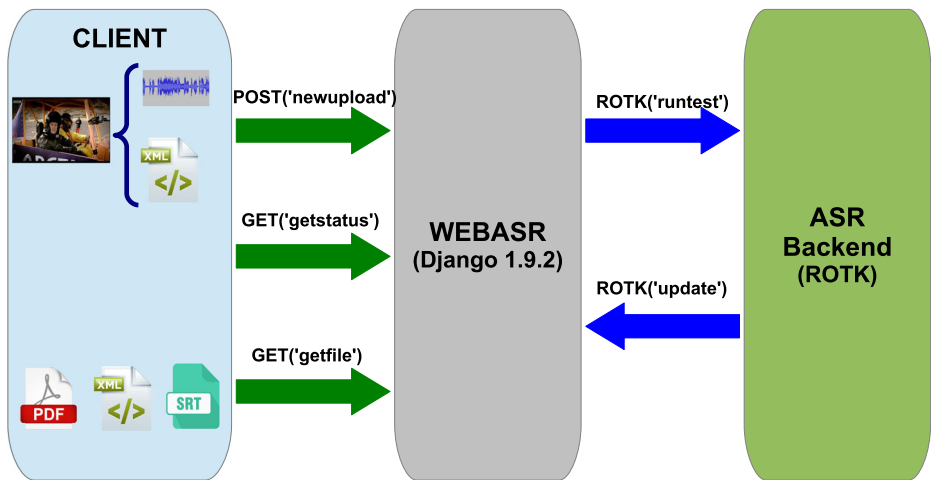 CLIENT
XML
</>
POST('newupload')
GET('getstatus')
GET('getfile')
PDF
XML
</>
SRT
WEBASR
(Django 1.9.2)
ROTK('runtest')
ROTK('update')
ASR
Backend
(ROTK)